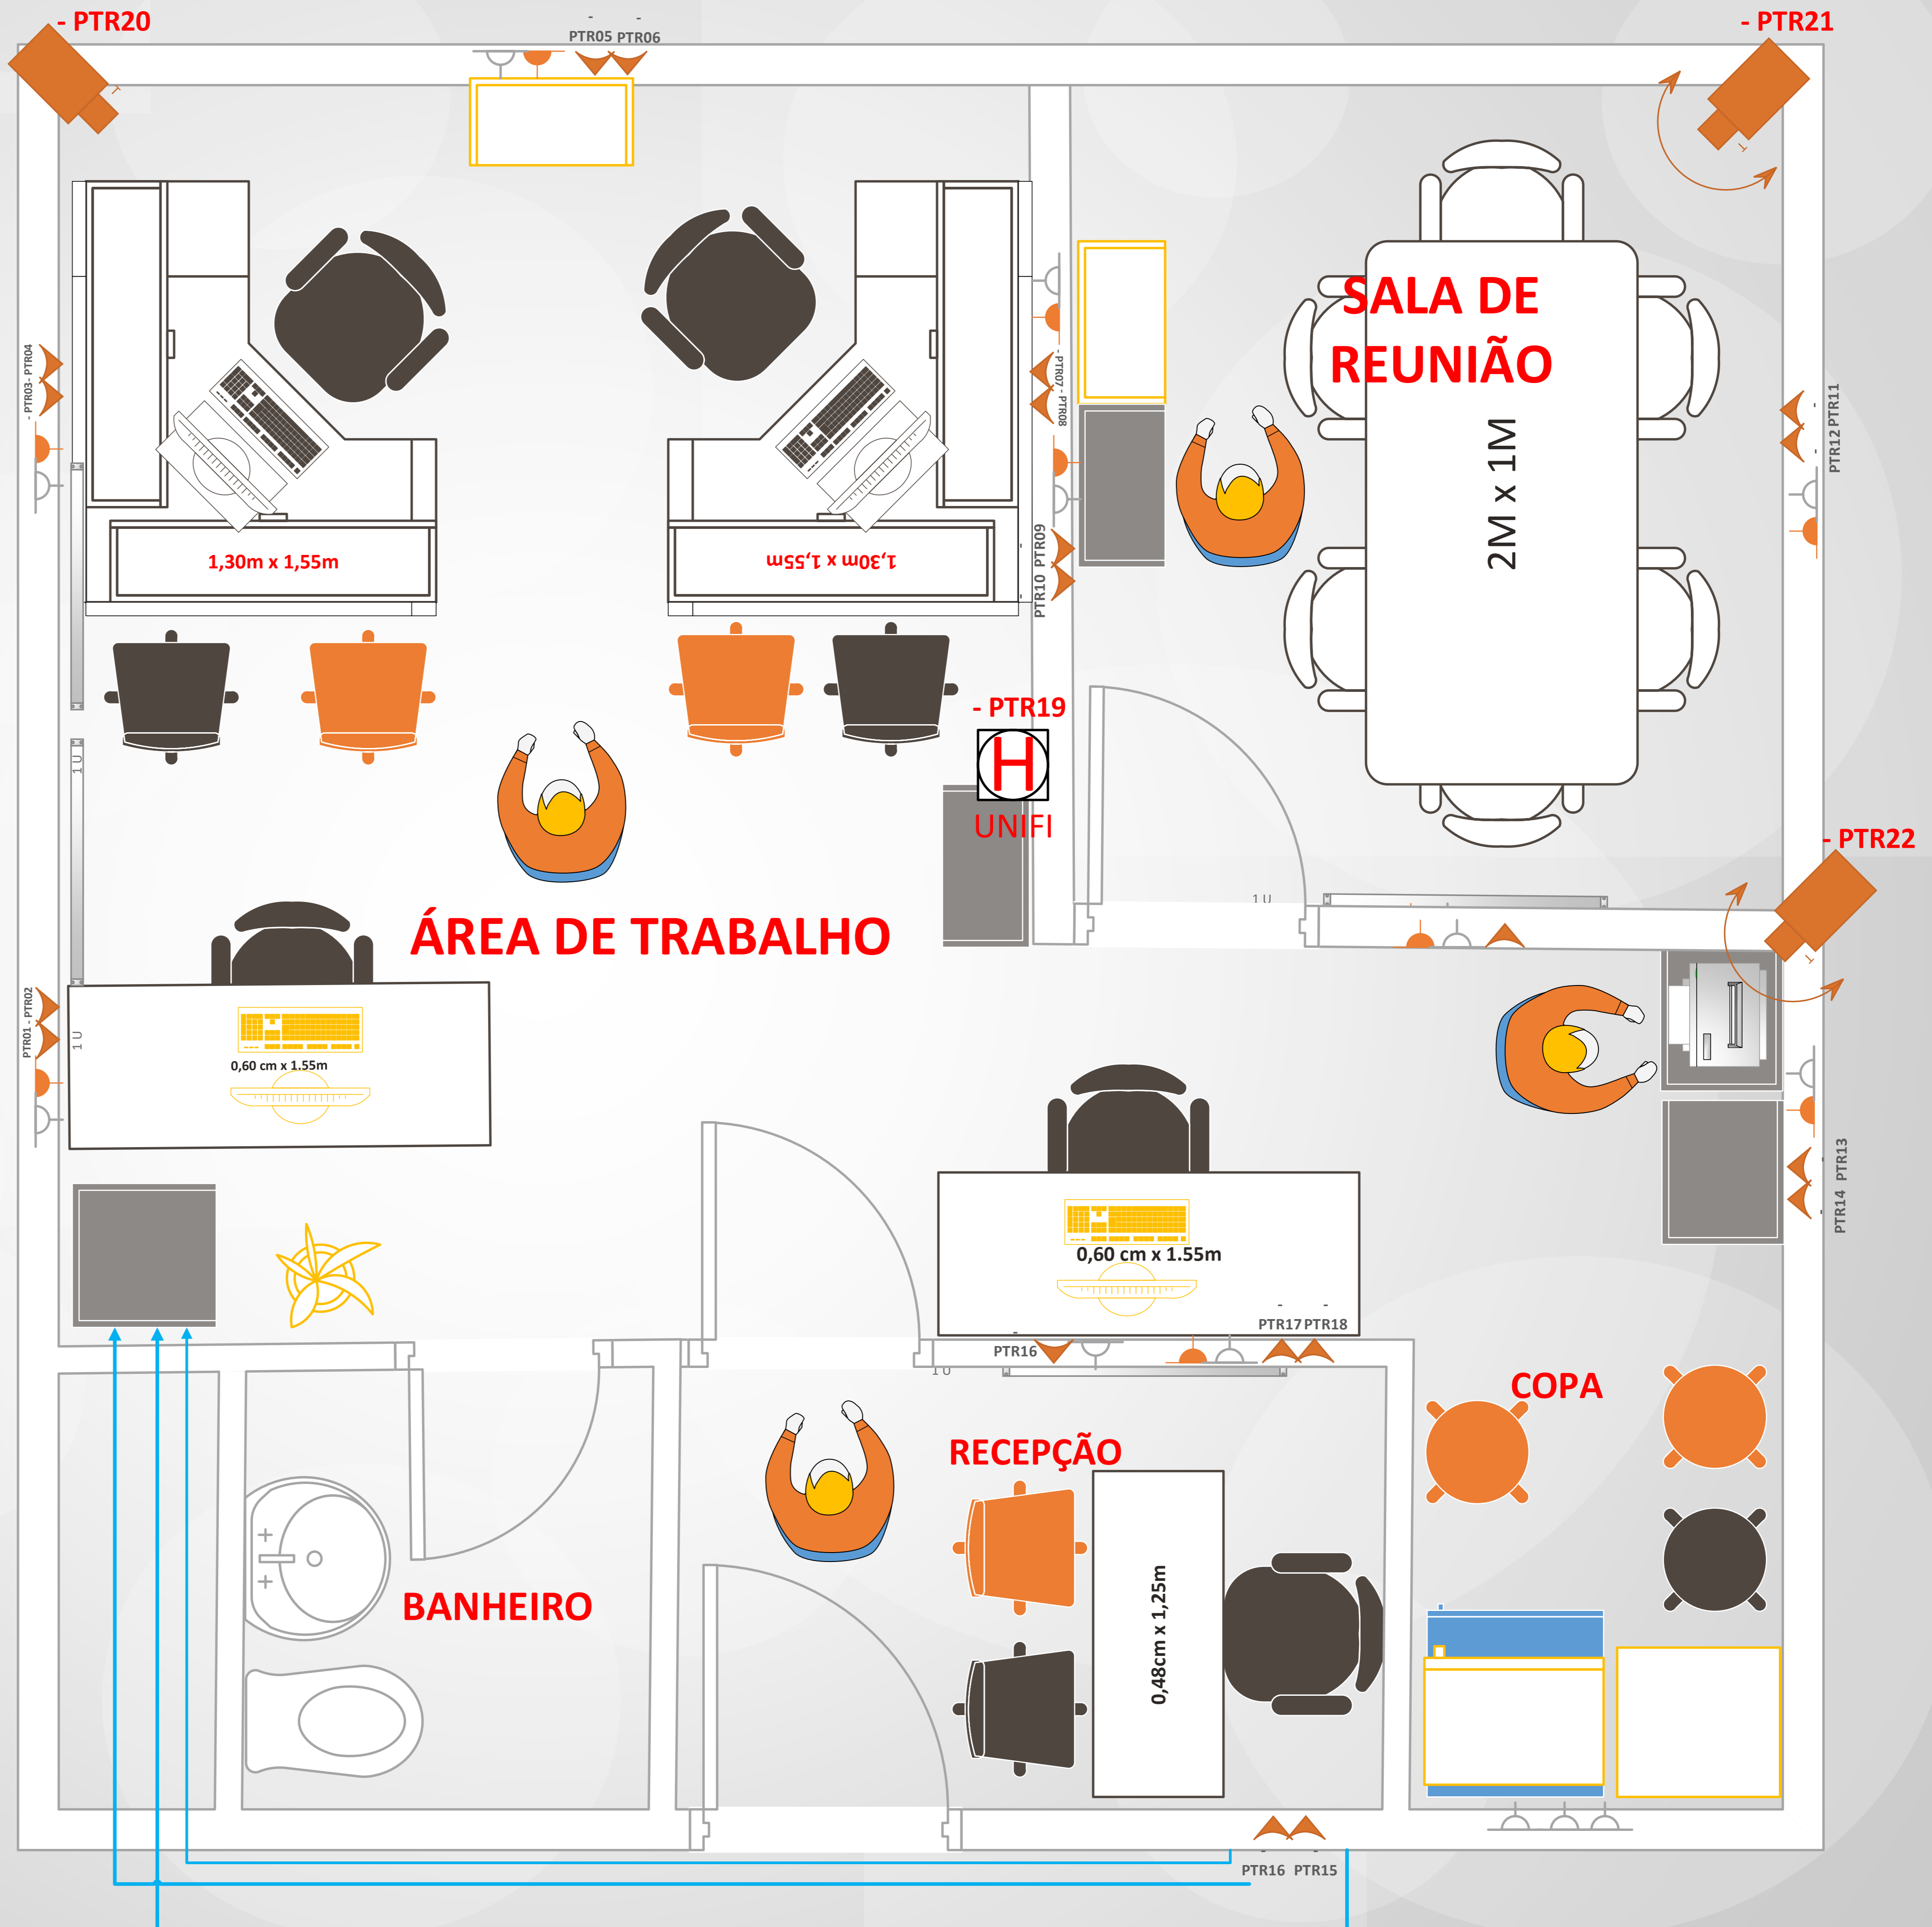 - PTR20
- PTR21
-
-
PTR05 PTR06
SALA DE
REUNIÃO
2M x 1M
- PTR03- PTR04
- PTR07 - PTR08
-
-
PTR12 PTR11
-
-
PTR10 PTR09
1,30m x 1,55m
1,30m x 1,55m
- PTR19
H
UNIFI
1 U
- PTR22
1 U
ÁREA DE TRABALHO
PTR01 - PTR02
1 U
0,60 cm x 1.55m
-
-
PTR14 PTR13
0,60 cm x 1.55m
-
-
PTR17 PTR18
-
PTR16
1 U
COPA
RECEPÇÃO
BANHEIRO
0,48cm x 1,25m
-
-
PTR16 PTR15